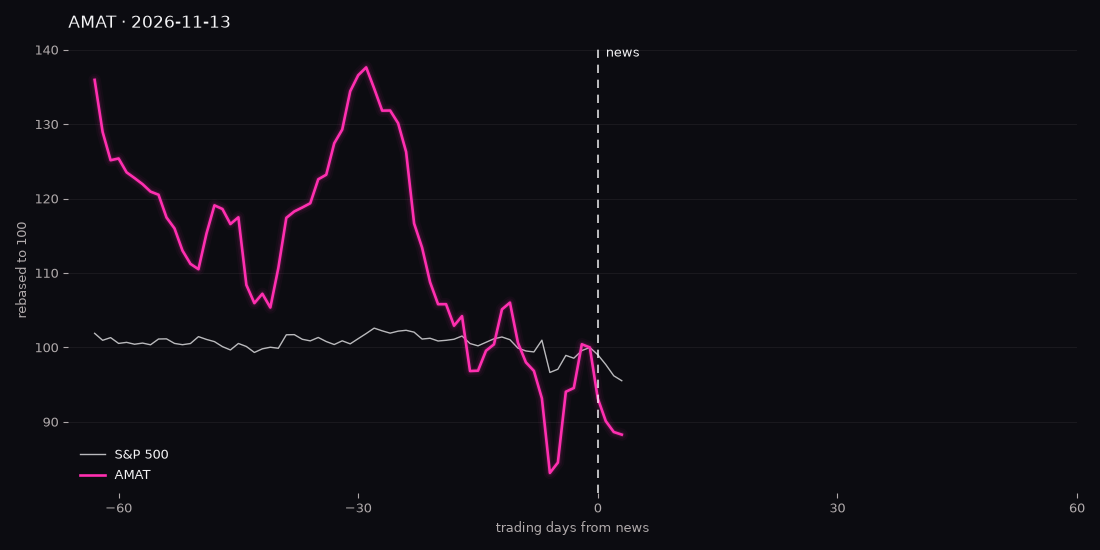 AMAT · 2026-11-13
news
140
130
120
110
100
90
rebased to 100
S&P 500
AMAT
−60
−30
0
30
60
trading days from news